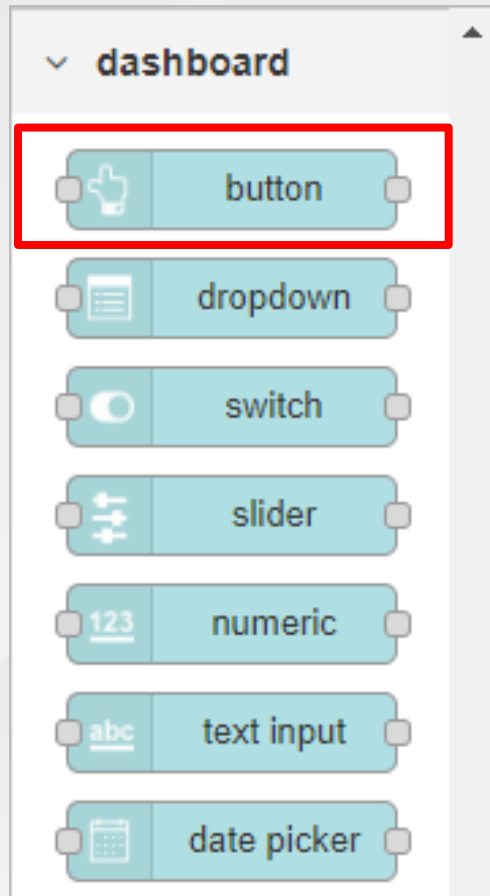 dashboard
button
dropdown
switch
slider
123 numeric
abc text input
date picker